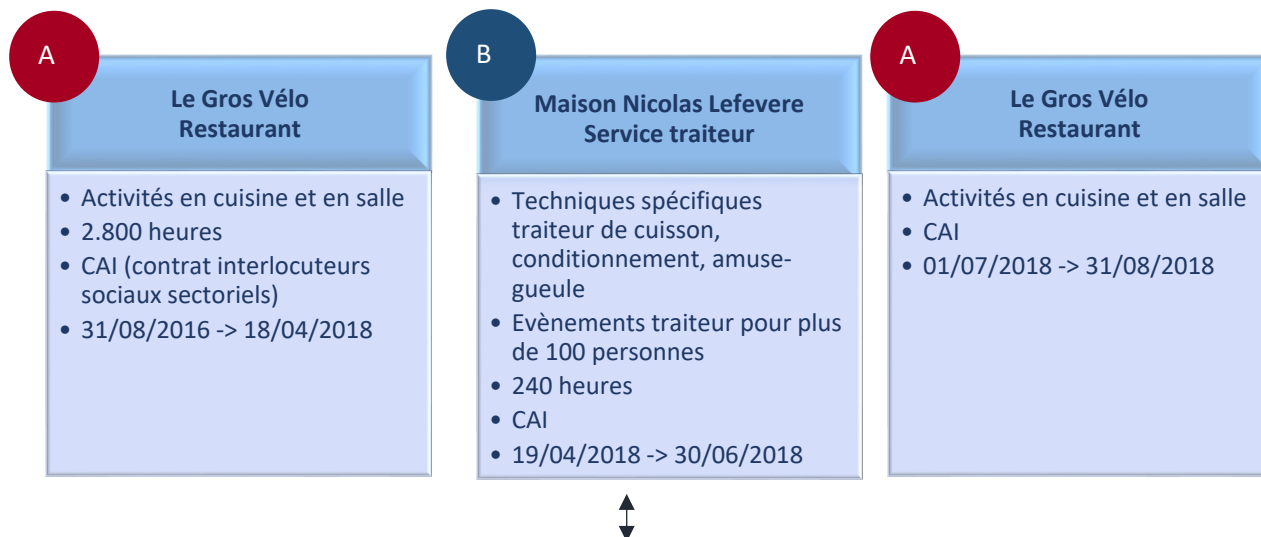 A
Le Gros Vélo
Restaurant
• Activités en cuisine et en salle
• 2.800 heures
• CAI (contrat interlocuteurs
sociaux sectoriels)
• 31/08/2016 -> 18/04/2018
B
Maison Nicolas Lefevere
Service traiteur
• Techniques spécifiques
traiteur de cuisson,
conditionnement, amuse-
gueule
• Evènements traiteur pour plus
de 100 personnes
• 240 heures
• CAI
• 19/04/2018 -> 30/06/2018
A
Le Gros Vélo
Restaurant
• Activités en cuisine et en salle
• CAI
• 01/07/2018 -> 31/08/2018